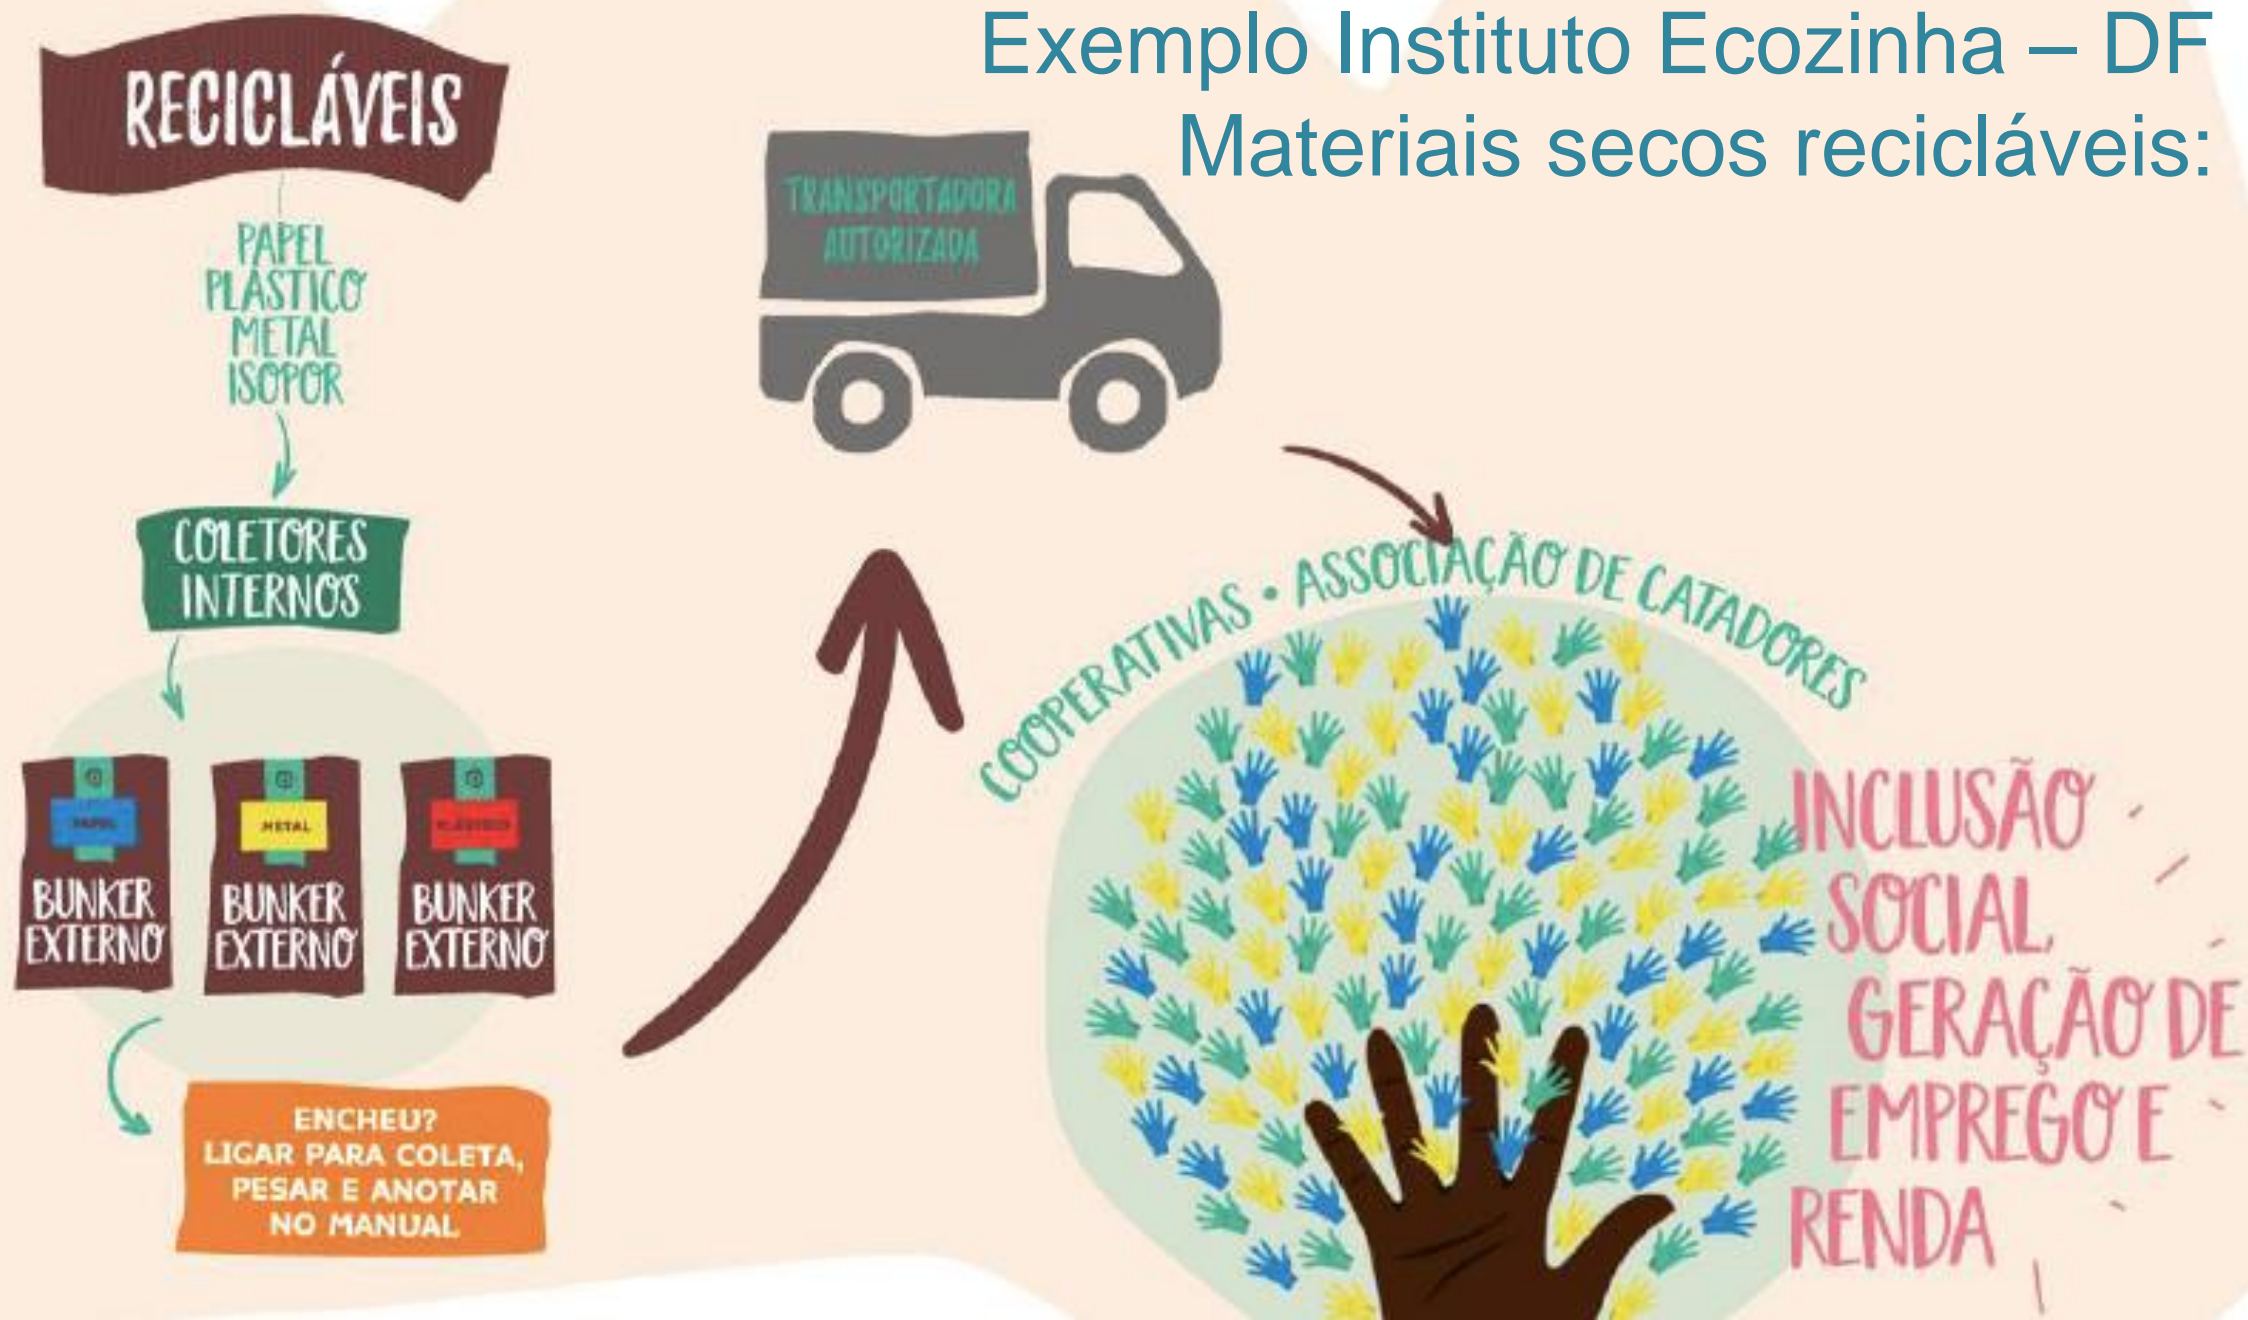 Exemplo Instituto Ecozinha – DF
Materiais secos recicláveis:
RECICLÁVEIS
PAPEL
PLÁSTICO
METAL
ISOPOR
COLETORES
INTERNOS
PAPEL
BUNKER
EXTERNO
METAL
BUNKER
EXTERNO
PLÁSTICO
BUNKER
EXTERNO
ENCHEU?
LIGAR PARA COLETA,
PESAR E ANOTAR
NO MANUAL
TRANSPORTADORA
AUTORIZADA
COOPERATIVAS • ASSOCIAÇÃO DE CATADORES
INCLUSÃO
SOCIAL,
GERAÇÃO DE
EMPREGO E
RENDA